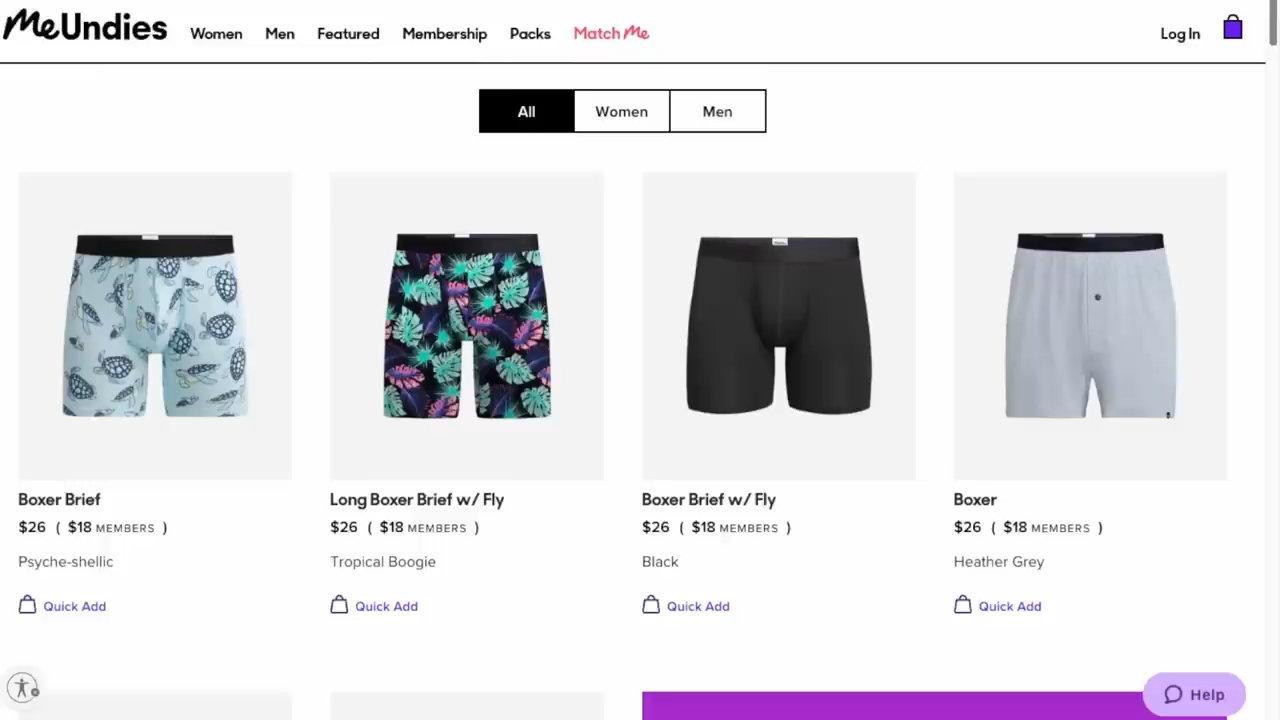 MeUndies Women Men Featured Membership Packs Match Me Log In
All Women Men
Boxer Brief Long Boxer Brief w/ Fly Boxer Brief w/ Fly Boxer
$26 ( $18 MEMBERS ) $26 ( $18 MEMBERS ) $26 ( $18 MEMBERS ) $26 ( $18 MEMBERS )
Psyche-shellic Tropical Boogie Black Heather Grey
Quick Add Quick Add Quick Add Quick Add
Help